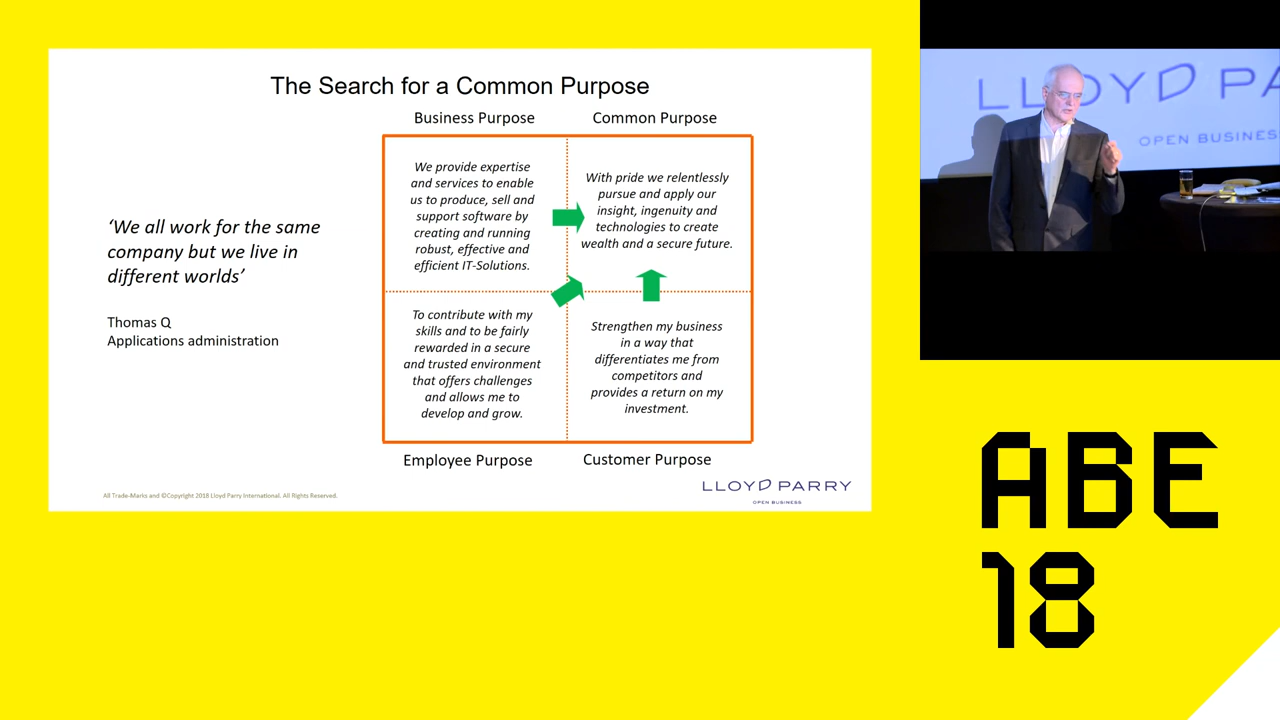 The Search for a Common Purpose
Business Purpose
Common Purpose
We provide expertise
and services to enable
us to produce, sell and
support software by
creating and running
robust, effective and
efficient IT-Solutions.
With pride we relentlessly
pursue and apply our
insight, ingenuity and
technologies to create
wealth and a secure future.
‘We all work for the same
company but we live in
different worlds’
Thomas Q
Applications administration
To contribute with my
skills and to be fairly
rewarded in a secure
and trusted environment
that offers challenges
and allows me to
develop and grow.
Strengthen my business
in a way that
differentiates me from
competitors and
provides a return on my
investment.
Employee Purpose
Customer Purpose
All Trade-Marks and ©Copyright 2018 Lloyd Parry International. All Rights Reserved.
LLOYD PARRY
OPEN BUSINESS
LLOYD PA
OPEN BUSINES
ABE
18